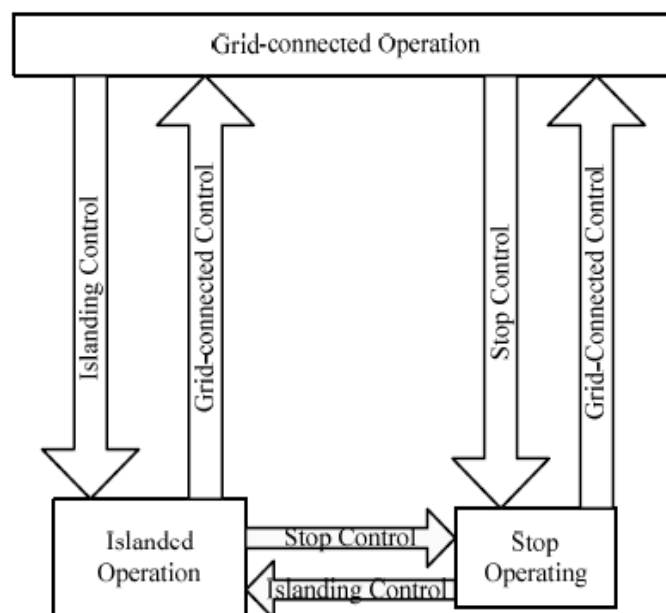 Grid-connected Operation
Islanding Control
Grid-connected Control
Stop Control
Grid-Connected Control
Islanded
Operation
Stop Control
Islanding Control
Stop
Operating